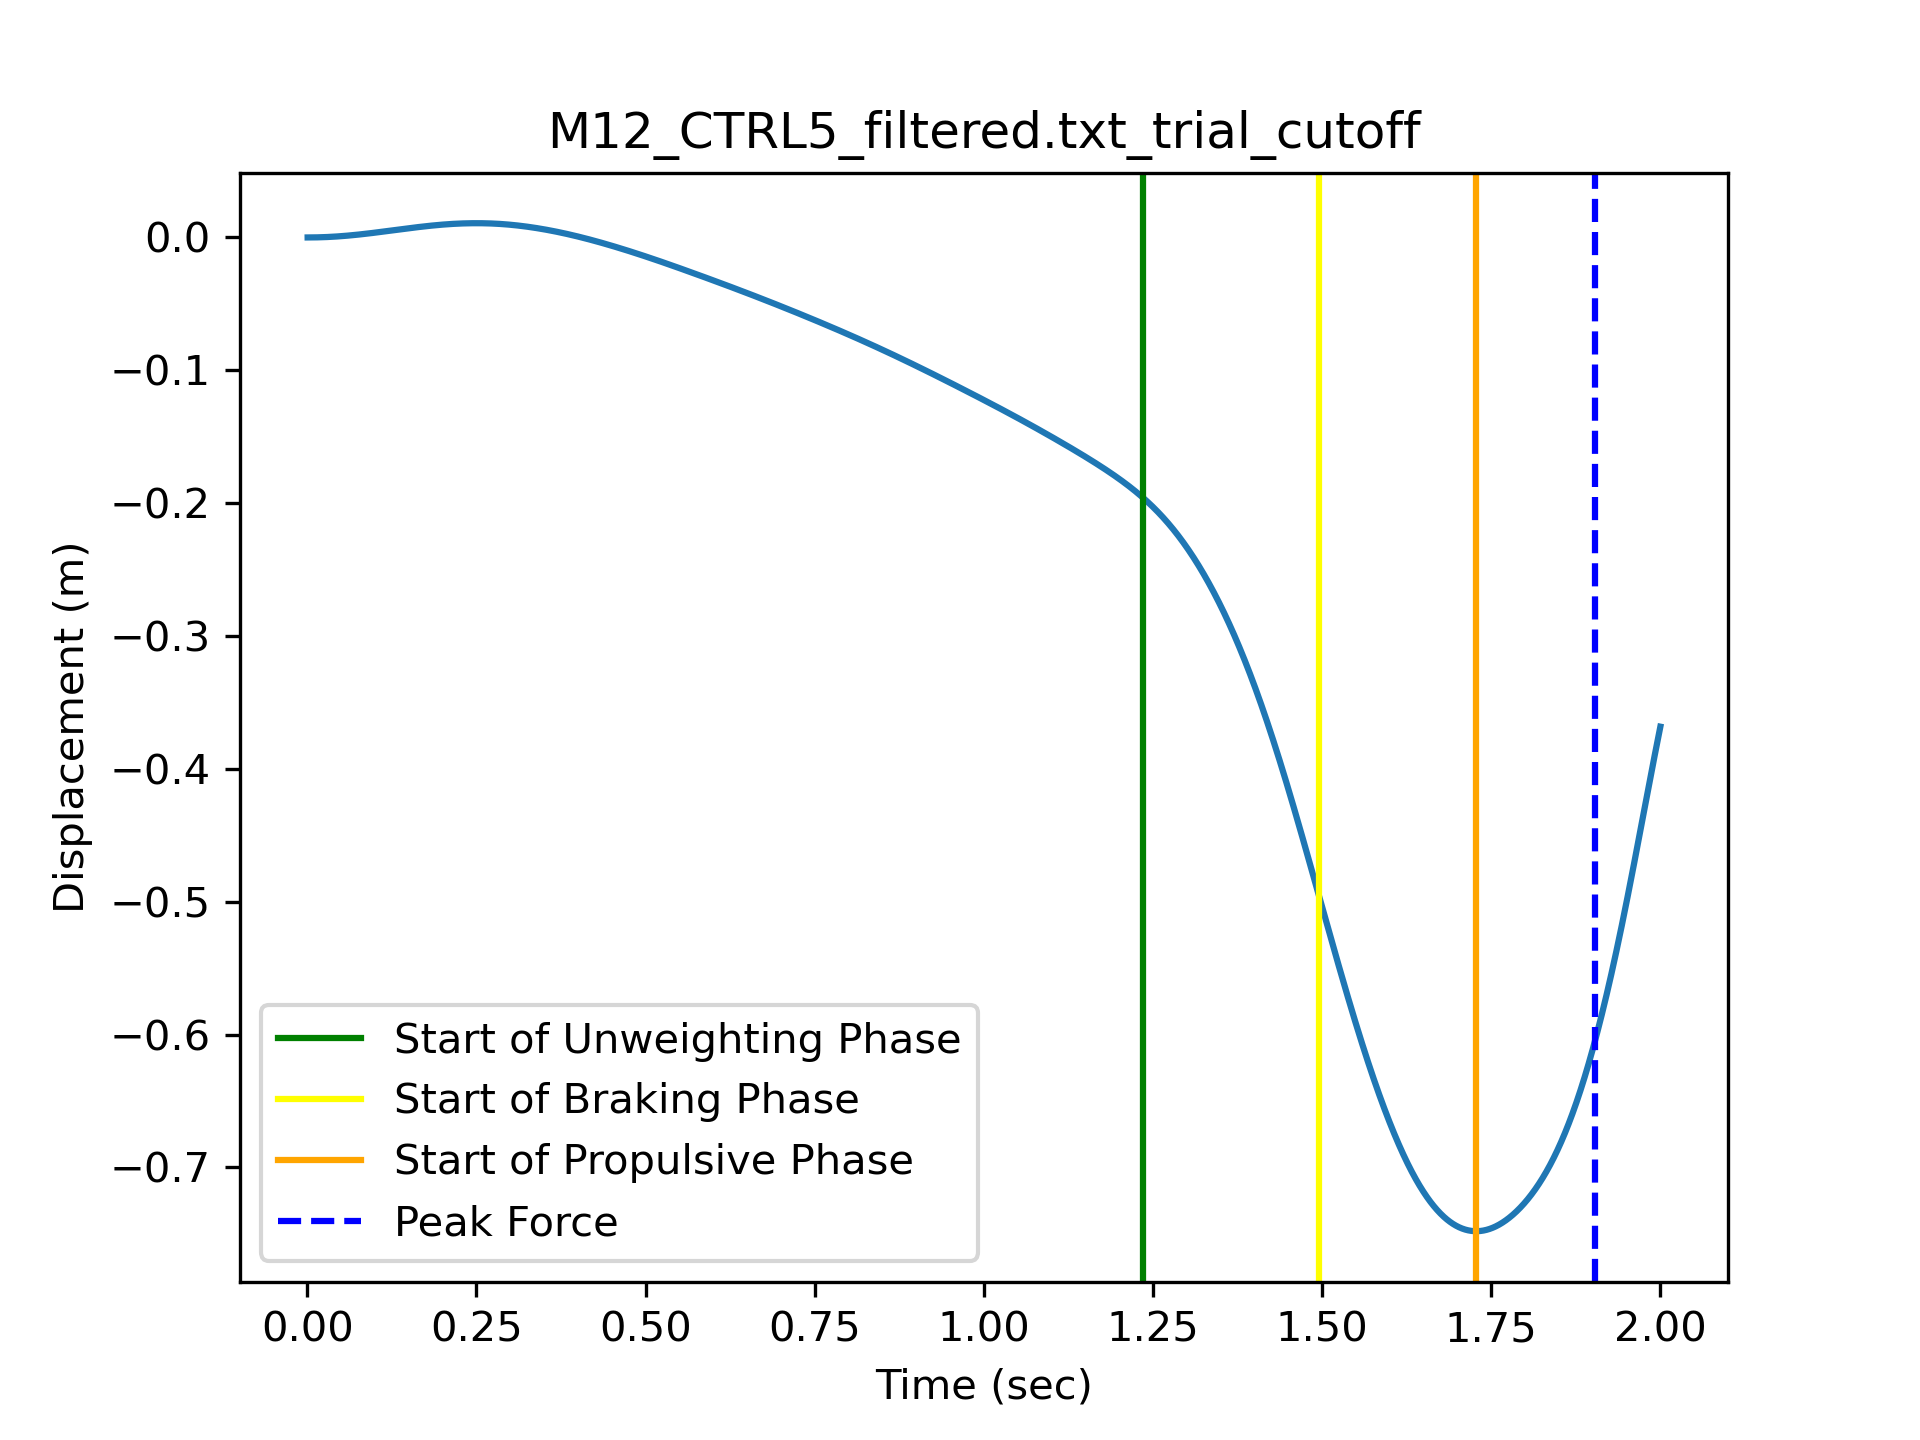 M12_CTRL5_filtered.txt_trial_cutoff
0.0
−0.1
−0.2
−0.3
−0.4
−0.5
−0.6
−0.7
Displacement (m)
Start of Unweighting Phase
Start of Braking Phase
Start of Propulsive Phase
Peak Force
0.00 0.25 0.50 0.75 1.00 1.25 1.50 1.75 2.00
Time (sec)